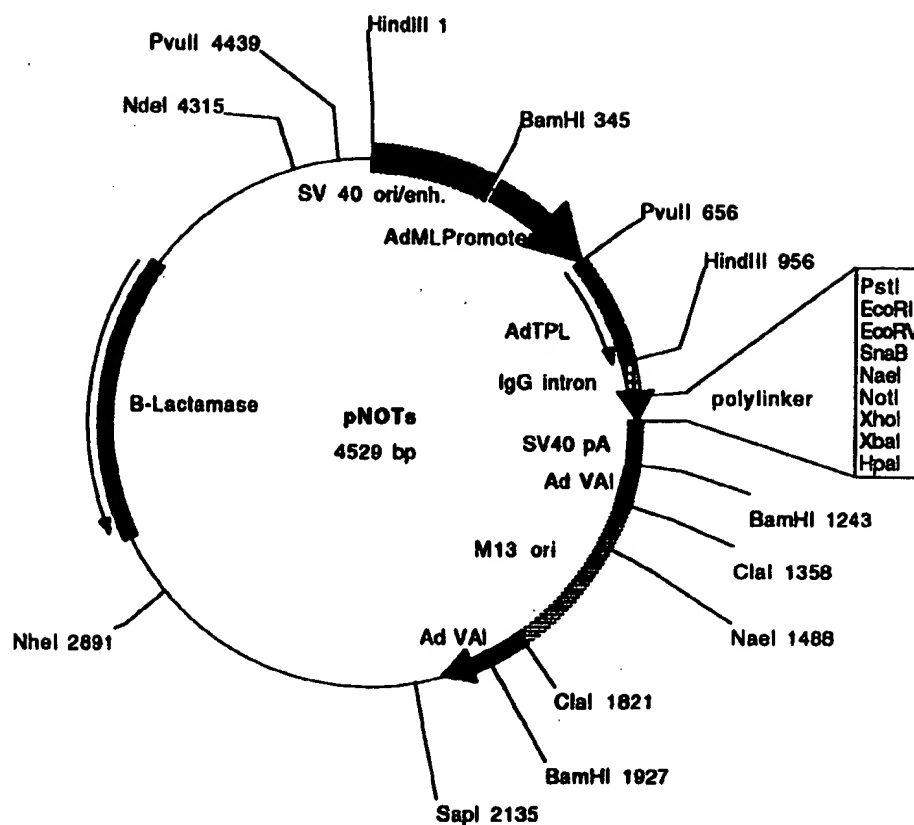 HindIII 1
PvuII 4439
NdeI 4315
BamHI 345
SV 40 ori/enh.
AdMLPromoter
PvuII 656
HindIII 956
PstI
EcoRI
EcoRV
SnaB
NaeI
NotI
XhoI
XbaI
HpaI
AdTPL
IgG intron
polylinker
B-Lactamase
pNOTs
4529 bp
SV40 pA
Ad VAI
BamHI 1243
M13 ori
ClaI 1358
NheI 2891
Ad VAI
NaeI 1488
ClaI 1821
BamHI 1927
SapI 2135